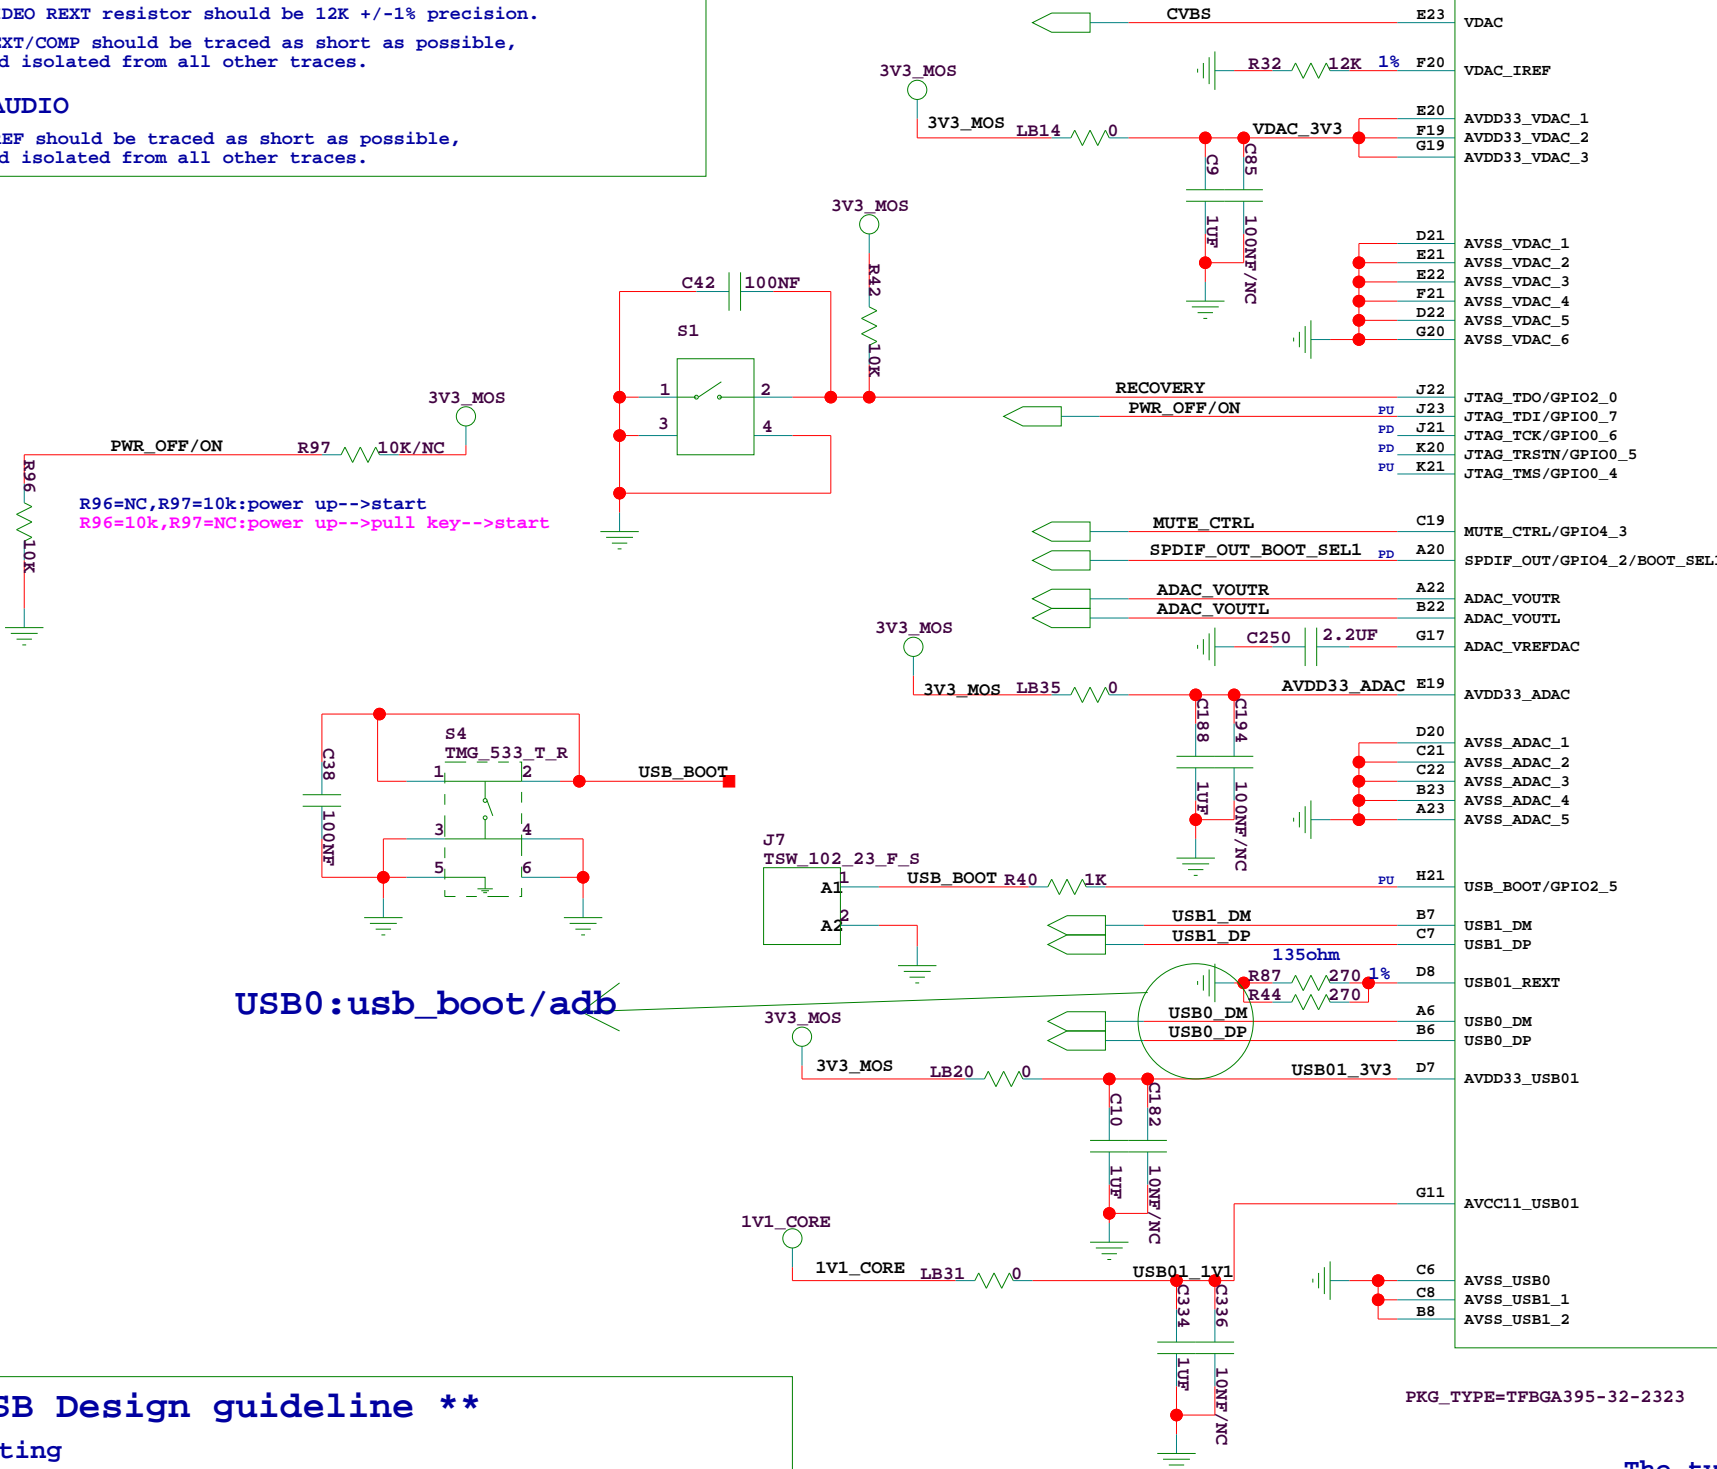 IDEO REXT resistor should be 12K +/-1% precision.
EXT/COMP should be traced as short as possible,
d isolated from all other traces.
AUDIO
REF should be traced as short as possible,
d isolated from all other traces.
CVBS
E23
VDAC
R32
12K
1%
F20
VDAC_IREF
3V3_MOS
3V3_MOS
LB14
0
VDAC_3V3
E20
AVDD33_VDAC_1
F19
AVDD33_VDAC_2
G19
AVDD33_VDAC_3
C9
1UF
C85
100NF/NC
D21
AVSS_VDAC_1
E21
AVSS_VDAC_2
E22
AVSS_VDAC_3
F21
AVSS_VDAC_4
D22
AVSS_VDAC_5
G20
AVSS_VDAC_6
3V3_MOS
R42
10K
C42
100NF
S1
1
2
3
4
RECOVERY
J22
JTAG_TDO/GPIO2_0
PWR_OFF/ON
PU
J23
JTAG_TDI/GPIO0_7
PD
J21
JTAG_TCK/GPIO0_6
PD
K20
JTAG_TRSTN/GPIO0_5
PU
K21
JTAG_TMS/GPIO0_4
3V3_MOS
PWR_OFF/ON
R97
10K/NC
R96
10K
R96=NC,R97=10k:power up-->start
R96=10k,R97=NC:power up-->pull key-->start
MUTE_CTRL
C19
MUTE_CTRL/GPIO4_3
SPDIF_OUT_BOOT_SEL1
PD
A20
SPDIF_OUT/GPIO4_2/BOOT_SEL1
ADAC_VOUTR
A22
ADAC_VOUTR
ADAC_VOUTL
B22
ADAC_VOUTL
C250
2.2UF
G17
ADAC_VREFDAC
3V3_MOS
3V3_MOS
LB35
0
AVDD33_ADAC
E19
AVDD33_ADAC
C188
1UF
C194
100NF/NC
D20
AVSS_ADAC_1
C21
AVSS_ADAC_2
C22
AVSS_ADAC_3
B23
AVSS_ADAC_4
A23
AVSS_ADAC_5
S4
TMG_533_T_R
C38
100NF
1
2
3
4
5
6
USB_BOOT
J7
TSW_102_23_F_S
A1
1
A2
2
USB_BOOT
R40
1K
PU
H21
USB_BOOT/GPIO2_5
USB1_DM
B7
USB1_DM
USB1_DP
C7
USB1_DP
135ohm
R87
270
1%
D8
USB01_REXT
R44
270
USB0:usb_boot/adb
USB0_DM
A6
USB0_DM
USB0_DP
B6
USB0_DP
3V3_MOS
3V3_MOS
LB20
0
USB01_3V3
D7
AVDD33_USB01
C10
1UF
C182
10NF/NC
G11
AVCC11_USB01
1V1_CORE
1V1_CORE
LB31
0
USB01_1V1
C334
1UF
C336
10NF/NC
C6
AVSS_USB0
C8
AVSS_USB1_1
B8
AVSS_USB1_2
PKG_TYPE=TFBGA395-32-2323
SB Design guideline **
ting
The ty